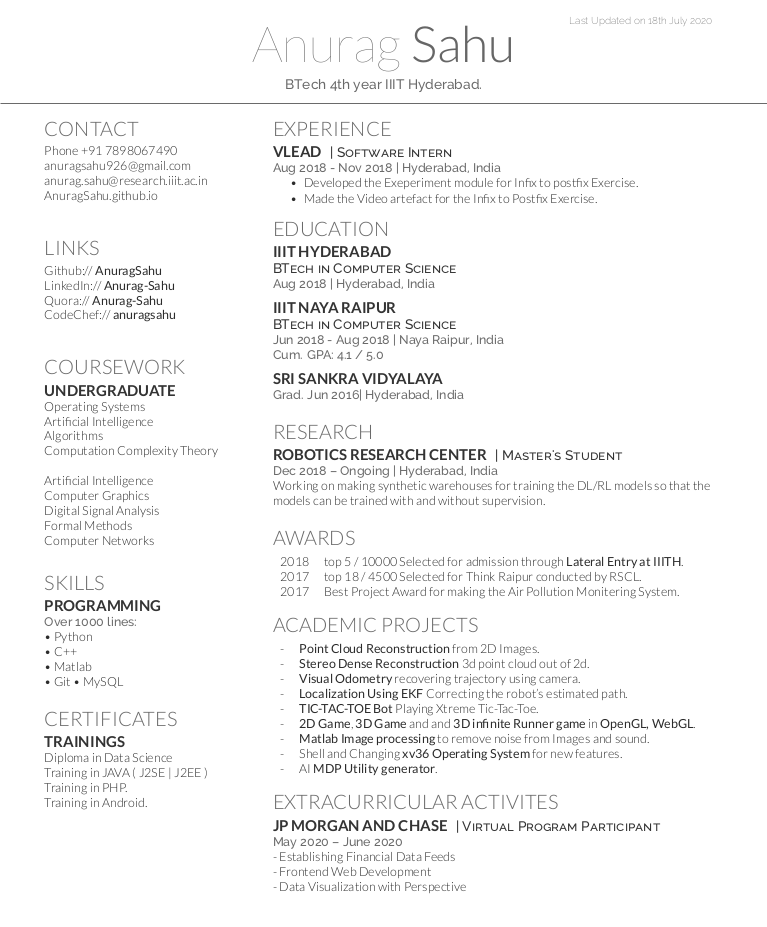 Last Updated on 18th July 2020
Anurag Sahu
BTech 4th year IIIT Hyderabad.
CONTACT
Phone +91 7898067490
anuragsahu926@gmail.com
anurag.sahu@research.iiit.ac.in
AnuragSahu.github.io
LINKS
Github:// AnuragSahu
LinkedIn:// Anurag-Sahu
Quora:// Anurag-Sahu
CodeChef:// anuragsahu
COURSEWORK
UNDERGRADUATE
Operating Systems
Artificial Intelligence
Algorithms
Computation Complexity Theory
Artificial Intelligence
Computer Graphics
Digital Signal Analysis
Formal Methods
Computer Networks
SKILLS
PROGRAMMING
Over 1000 lines:
• Python
• C++
• Matlab
• Git • MySQL
CERTIFICATES
TRAININGS
Diploma in Data Science
Training in JAVA ( J2SE | J2EE )
Training in PHP.
Training in Android.
EXPERIENCE
VLEAD | Software Intern
Aug 2018 - Nov 2018 | Hyderabad, India
• Developed the Exeperiment module for Infix to postfix Exercise.
• Made the Video artefact for the Infix to Postfix Exercise.
EDUCATION
IIIT HYDERABAD
BTech in Computer Science
Aug 2018 | Hyderabad, India
IIIT NAYA RAIPUR
BTech in Computer Science
Jun 2018 - Aug 2018 | Naya Raipur, India
Cum. GPA: 4.1 / 5.0
SRI SANKRA VIDYALAYA
Grad. Jun 2016| Hyderabad, India
RESEARCH
ROBOTICS RESEARCH CENTER | Master's Student
Dec 2018 – Ongoing | Hyderabad, India
Working on making synthetic warehouses for training the DL/RL models so that the
models can be trained with and without supervision.
AWARDS
2018 top 5 / 10000 Selected for admission through Lateral Entry at IIITH.
2017 top 18 / 4500 Selected for Think Raipur conducted by RSCL.
2017 Best Project Award for making the Air Pollution Monitering System.
ACADEMIC PROJECTS
- Point Cloud Reconstruction from 2D Images.
- Stereo Dense Reconstruction 3d point cloud out of 2d.
- Visual Odometry recovering trajectory using camera.
- Localization Using EKF Correcting the robot's estimated path.
- TIC-TAC-TOE Bot Playing Xtreme Tic-Tac-Toe.
- 2D Game, 3D Game and and 3D infinite Runner game in OpenGL, WebGL.
- Matlab Image processing to remove noise from Images and sound.
- Shell and Changing xv36 Operating System for new features.
- AI MDP Utility generator.
EXTRACURRICULAR ACTIVITES
JP MORGAN AND CHASE | Virtual Program Participant
May 2020 – June 2020
- Establishing Financial Data Feeds
- Frontend Web Development
- Data Visualization with Perspective